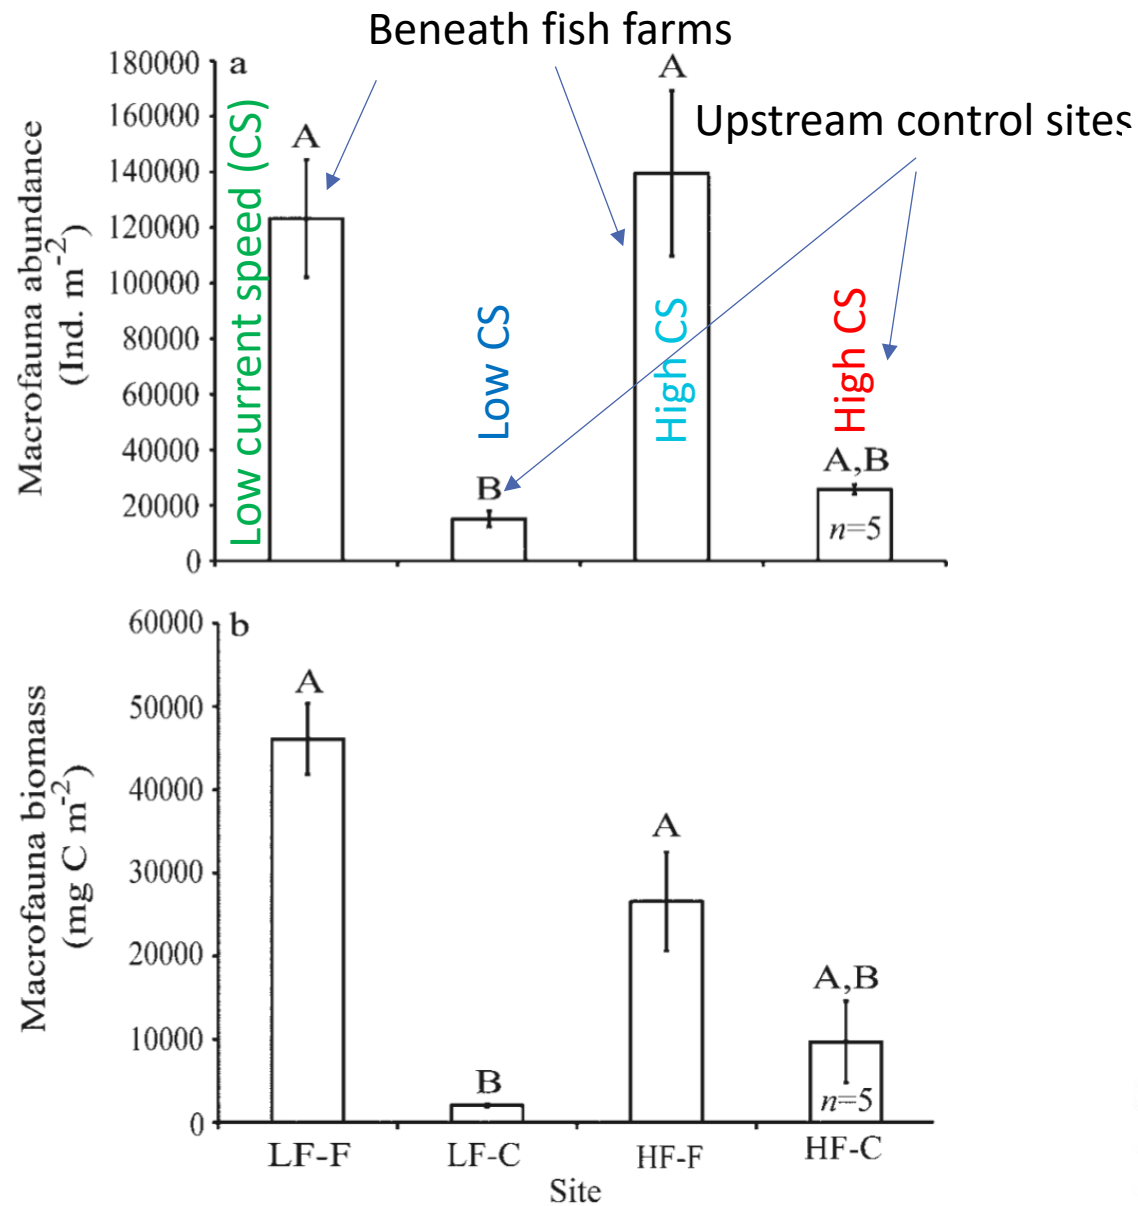 Beneath fish farms
Upstream control sites
Macrofauna abundance
(Ind. m-2)
180000
160000
140000
120000
100000
80000
60000
40000
20000
0
a
A
B
A
A,B
n=5
Low current speed (CS)
Low CS
High CS
High CS
Macrofauna biomass
(mg C m-2)
60000
50000
40000
30000
20000
10000
0
b
A
B
A
A,B
n=5
LF-F
LF-C
HF-F
HF-C
Site